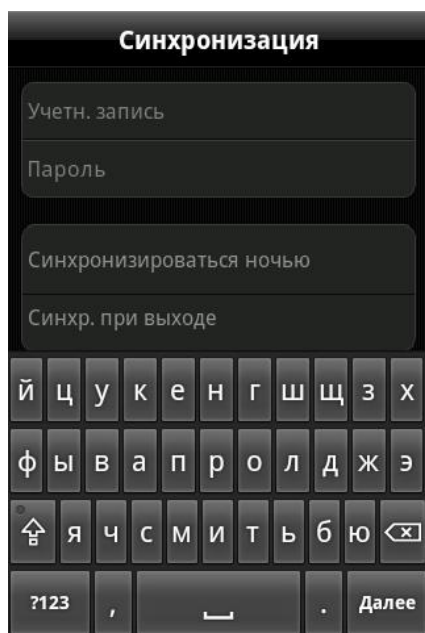 Синхронизация
Учетн. запись
Пароль
Синхронизироваться ночью
Синхр. при выходе
й ц у к е н г ш щ з х
ф ы в а п р о л д ж э
я ч с м и т ь б ю
?123 , . Далее